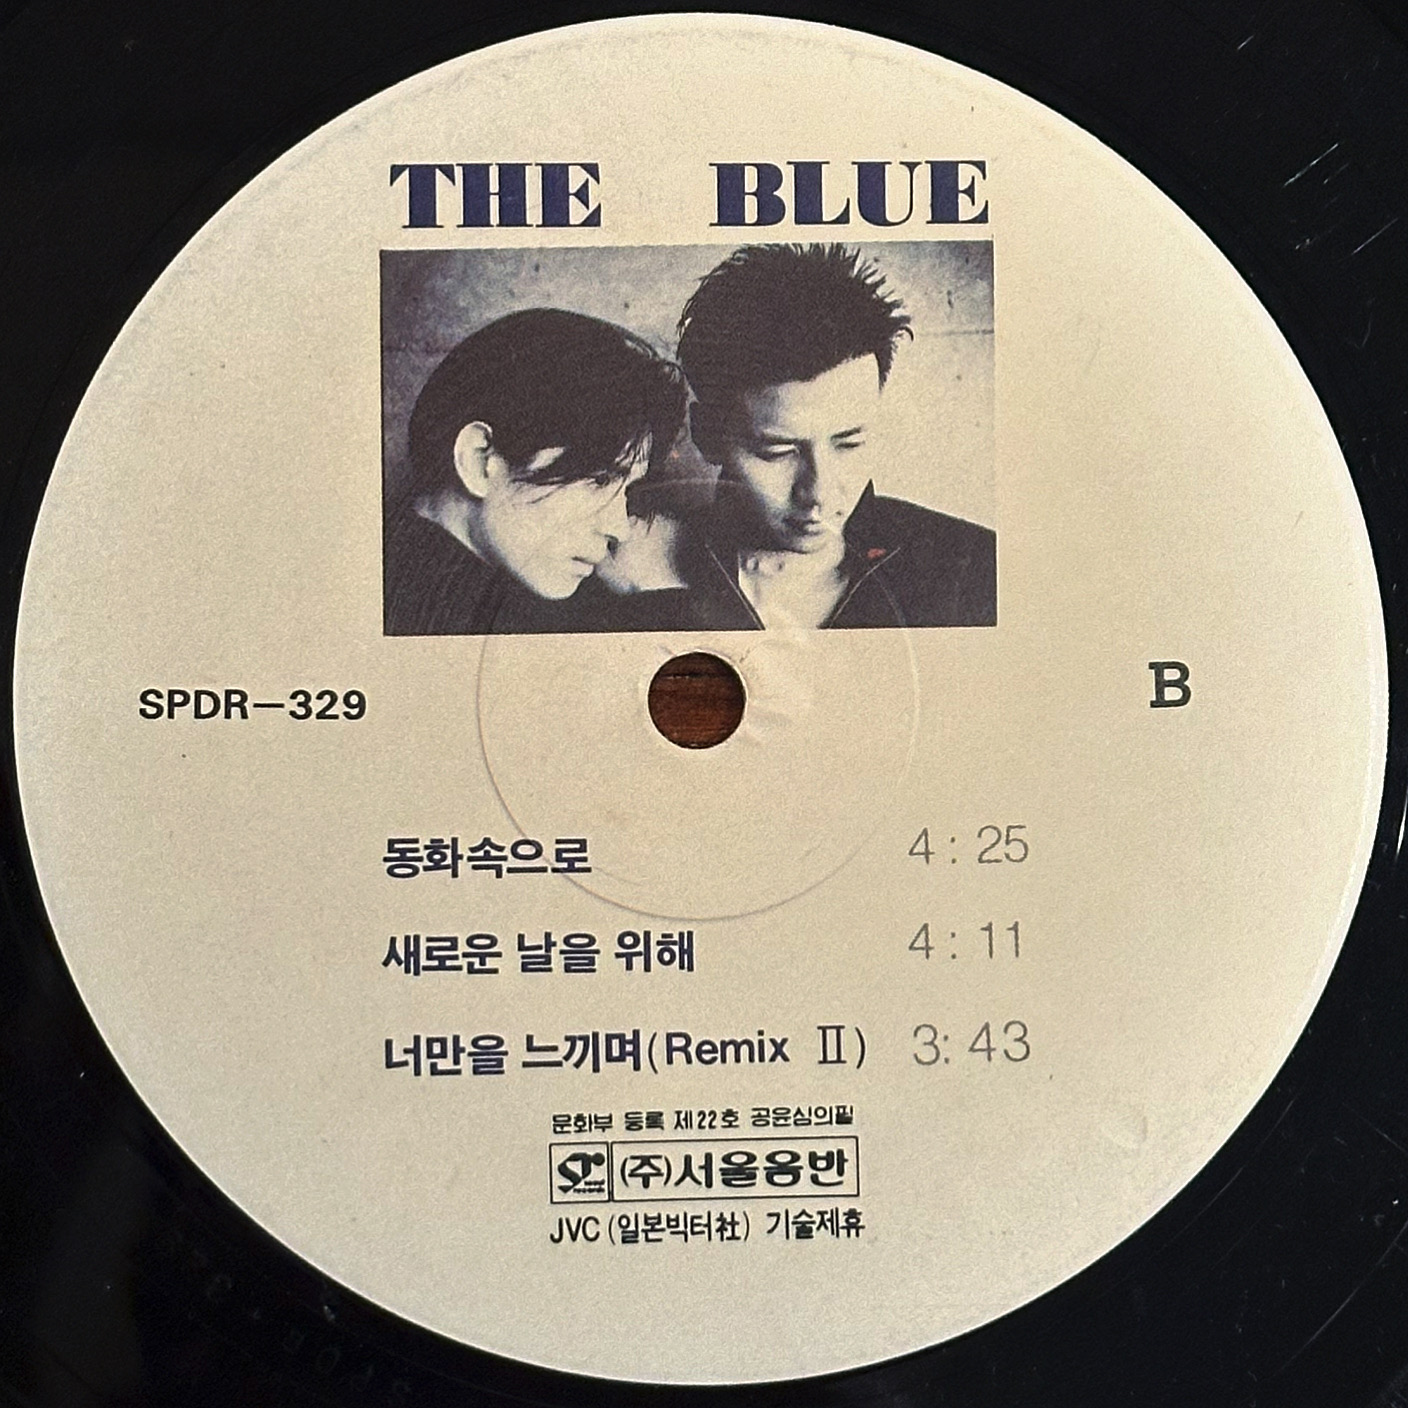 THE BLUE
SPDR-329
B
동화속으로 4 : 25
새로운 날을 위해 4 : 11
너만을 느끼며(Remix Ⅱ) 3: 43
문화부 등록 제22호 공윤심의필
(주)서울음반
JVC (일본빅터社) 기술제휴